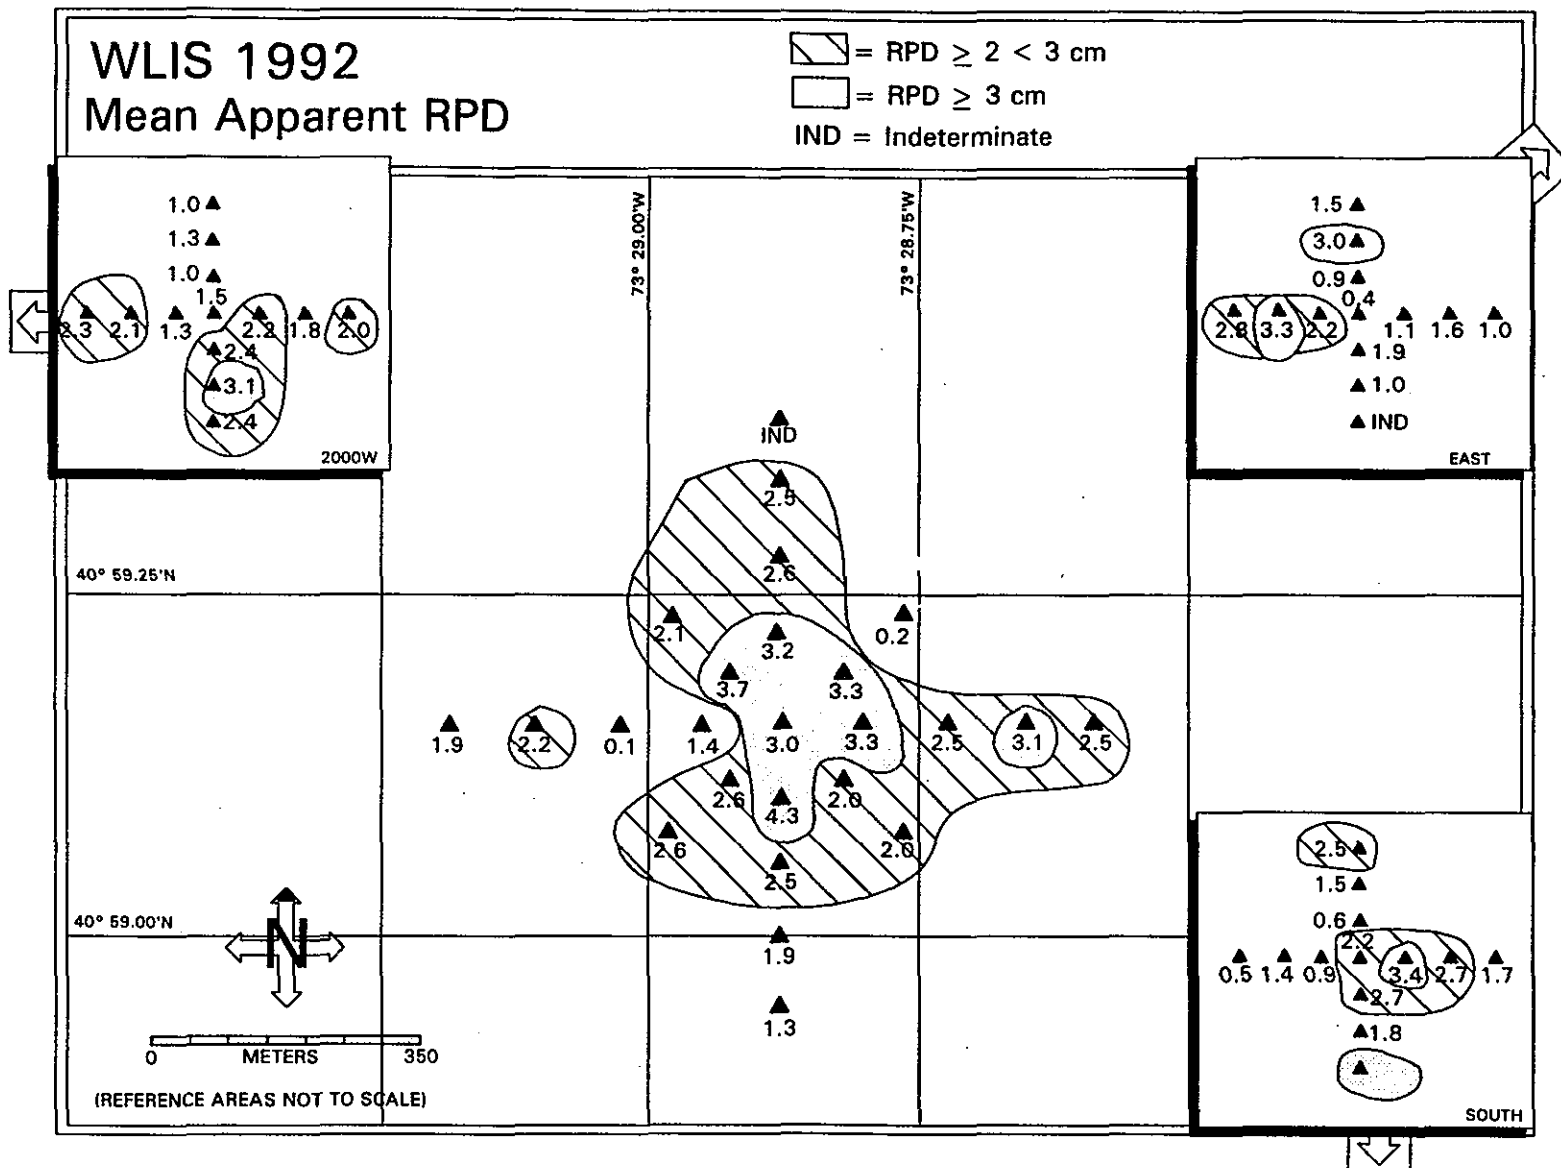 WLIS 1992
Mean Apparent RPD
= RPD ≥ 2 < 3 cm
= RPD ≥ 3 cm
IND = Indeterminate
1.0
1.3
1.0
1.5
2.3 2.1 1.3 2.2 1.8 2.0
2.4
3.1
2.4
2000W
73° 29.00'W
73° 28.75'W
1.5
3.0
0.9
0.4
2.8 3.3 2.2 1.1 1.6 1.0
1.9
1.0
IND
EAST
IND
2.5
2.6
40° 59.25'N
2.1
0.2
3.2
3.7 3.3
1.9 2.2 0.1 1.4 3.0 3.3 2.5 3.1 2.5
2.6 2.0
4.3
2.6 2.0
2.5
40° 59.00'N
1.9
1.3
2.5
1.5
0.6
2.2
0.5 1.4 0.9 3.4 2.7 1.7
2.7
1.8
SOUTH
N
0 METERS 350
(REFERENCE AREAS NOT TO SCALE)